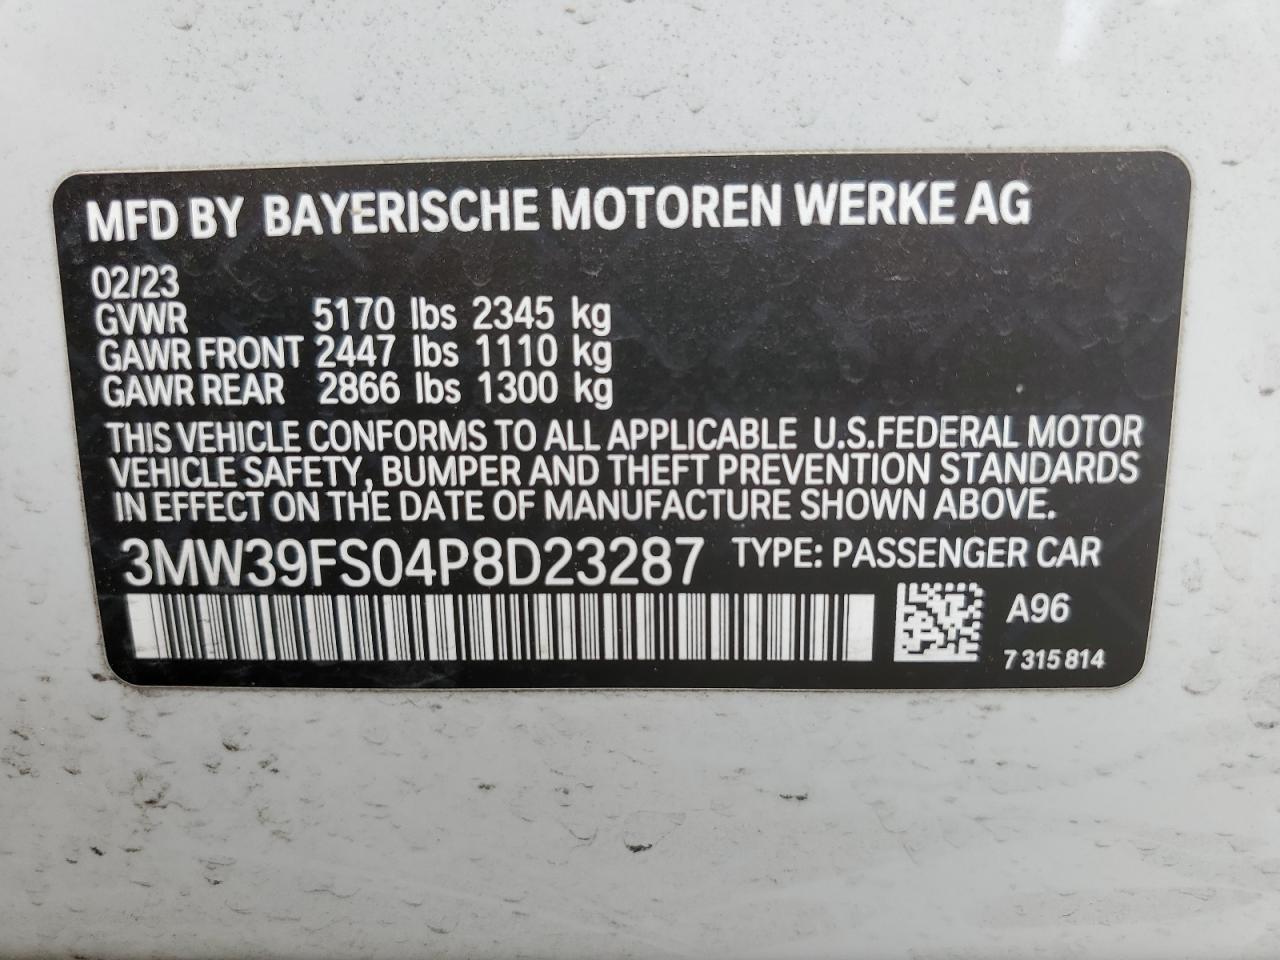 MFD BY BAYERISCHE MOTOREN WERKE AG
02/23
GVWR 5170 lbs 2345 kg
GAWR FRONT 2447 lbs 1110 kg
GAWR REAR 2866 lbs 1300 kg
THIS VEHICLE CONFORMS TO ALL APPLICABLE U.S.FEDERAL MOTOR
VEHICLE SAFETY, BUMPER AND THEFT PREVENTION STANDARDS
IN EFFECT ON THE DATE OF MANUFACTURE SHOWN ABOVE.
3MW39FS04P8D23287 TYPE: PASSENGER CAR
A96
7 315 814